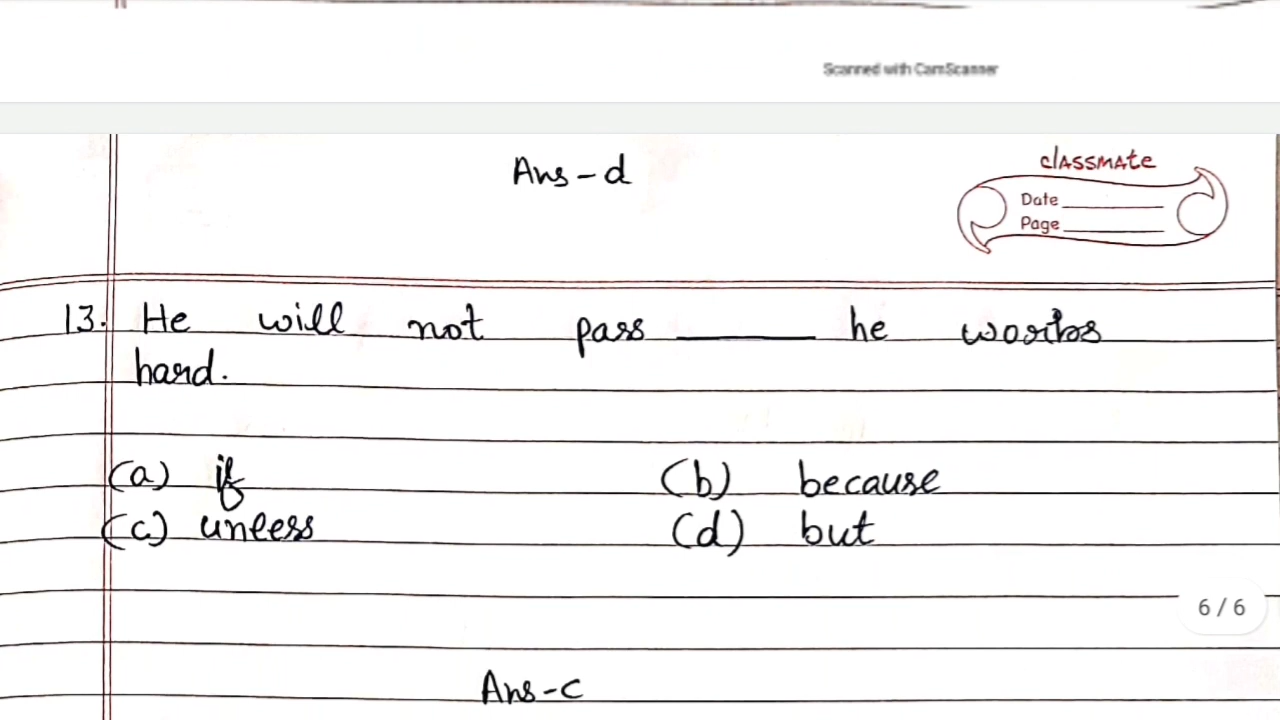 Scanned with CamScanner
Ans-d
classmate
Date
Page
13. He will not pass ______ he works
hard.
(a) if (b) because
(c) unless (d) but
6 / 6
Ans-c